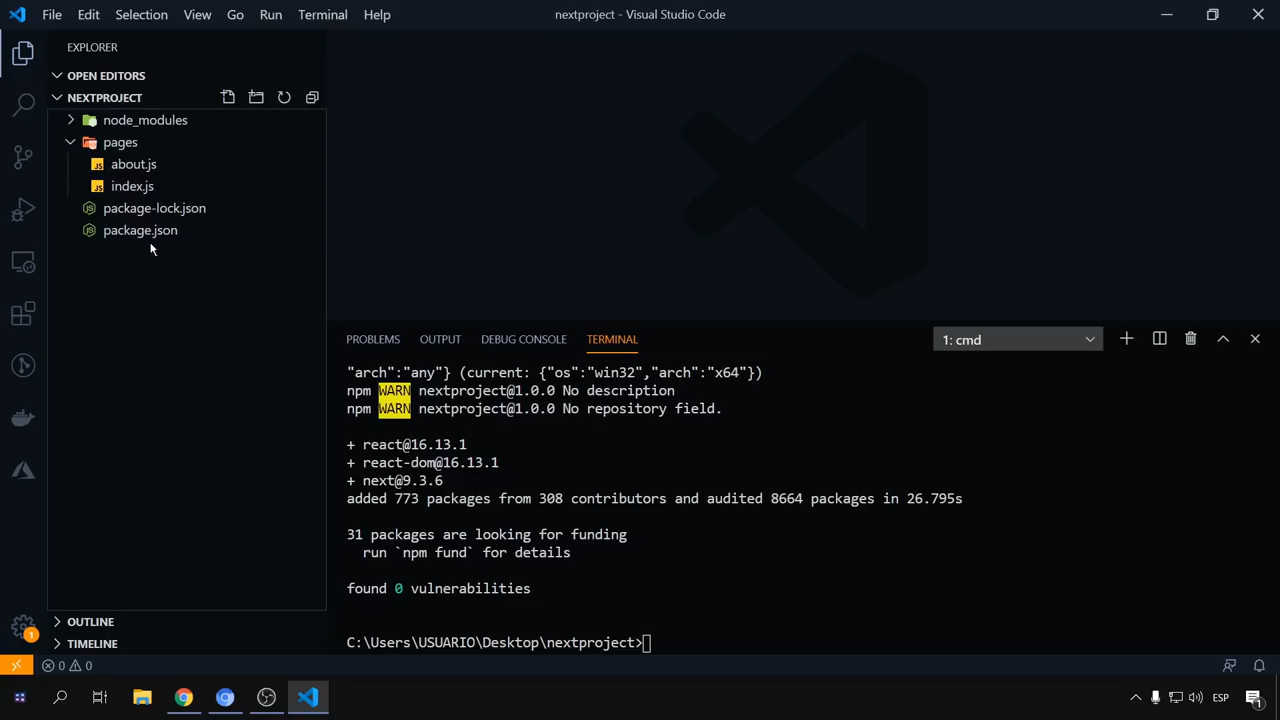 File Edit Selection View Go Run Terminal Help
nextproject - Visual Studio Code
EXPLORER
OPEN EDITORS
NEXTPROJECT
node_modules
pages
JS about.js
JS index.js
package-lock.json
package.json
OUTLINE
TIMELINE
PROBLEMS OUTPUT DEBUG CONSOLE TERMINAL
1: cmd
"arch":"any"} (current: {"os":"win32","arch":"x64"})
npm WARN nextproject@1.0.0 No description
npm WARN nextproject@1.0.0 No repository field.
+ react@16.13.1
+ react-dom@16.13.1
+ next@9.3.6
added 773 packages from 308 contributors and audited 8664 packages in 26.795s
31 packages are looking for funding
run `npm fund` for details
found 0 vulnerabilities
C:\Users\USUARIO\Desktop\nextproject>
1
0 0
ESP
1